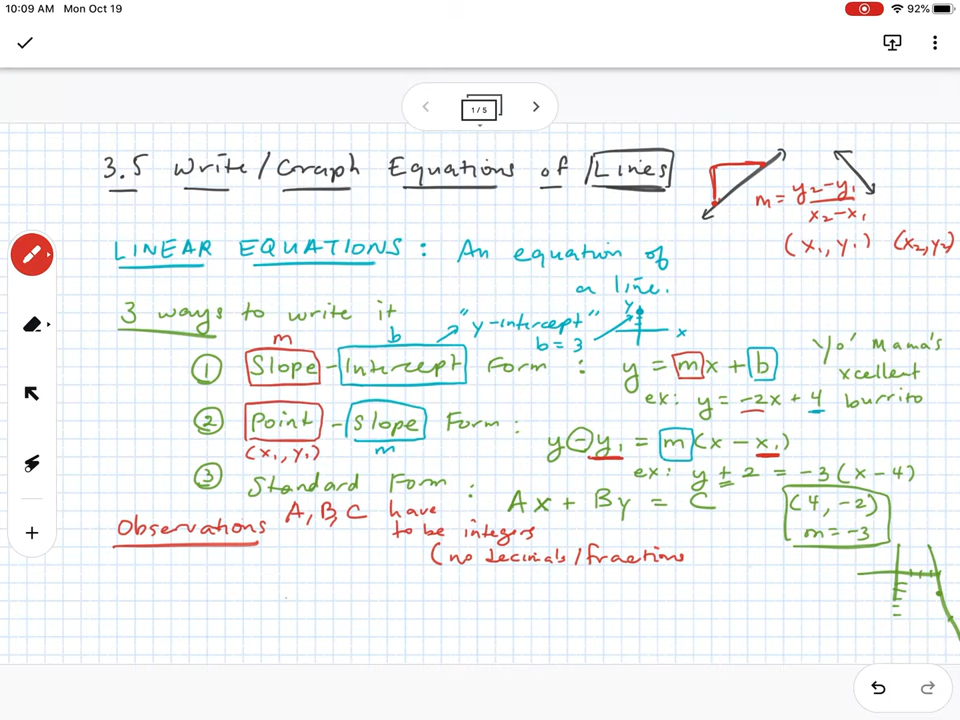 10:09 AM Mon Oct 19
92%
1/5
3.5 Write/Graph Equations of Lines
m = y2-y1
x2-x1
(x1, y1) (x2, y2)
LINEAR EQUATIONS: An equation of
a line.
3 ways to write it
m
b
"y-intercept"
b = 3
y
x
① Slope-Intercept Form: y = mx + b
ex: y = -2x + 4
Yo' Mama's
xcellent
burrito
② Point-Slope Form: y - y1 = m(x - x1)
(x1, y1)
m
ex: y + 2 = -3(x-4)
(4, -2)
m = -3
③ Standard Form: Ax + By = C
Observations A, B, C have
to be integers
(no decimals/fractions